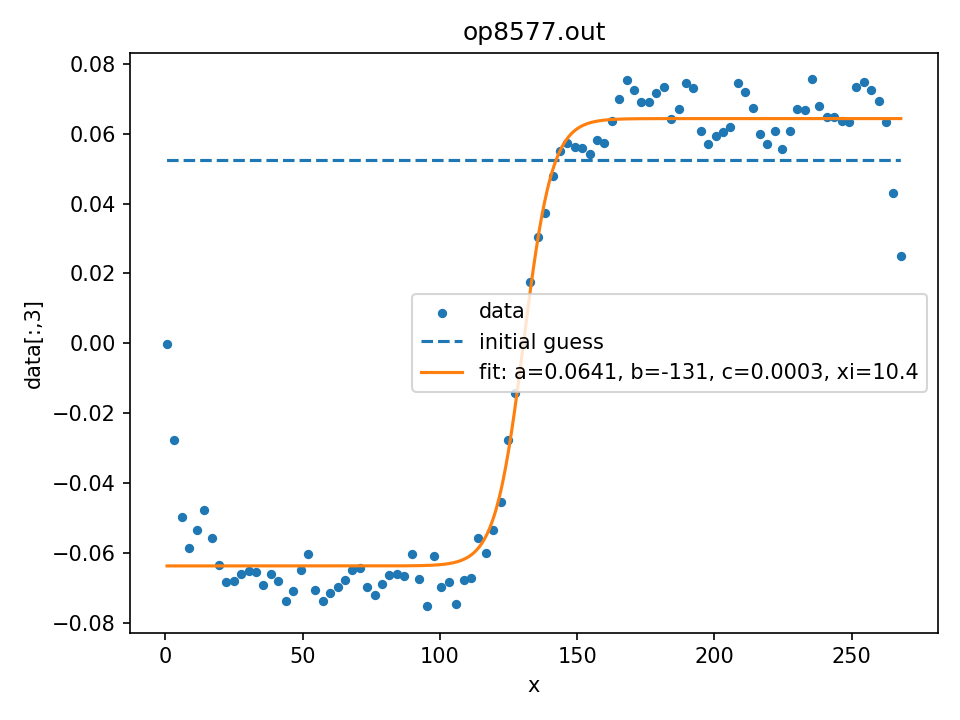 op8577.out
0.08
0.06
0.04
0.02
0.00
−0.02
−0.04
−0.06
−0.08
data[:,3]
data
initial guess
fit: a=0.0641, b=-131, c=0.0003, xi=10.4
0 50 100 150 200 250
x